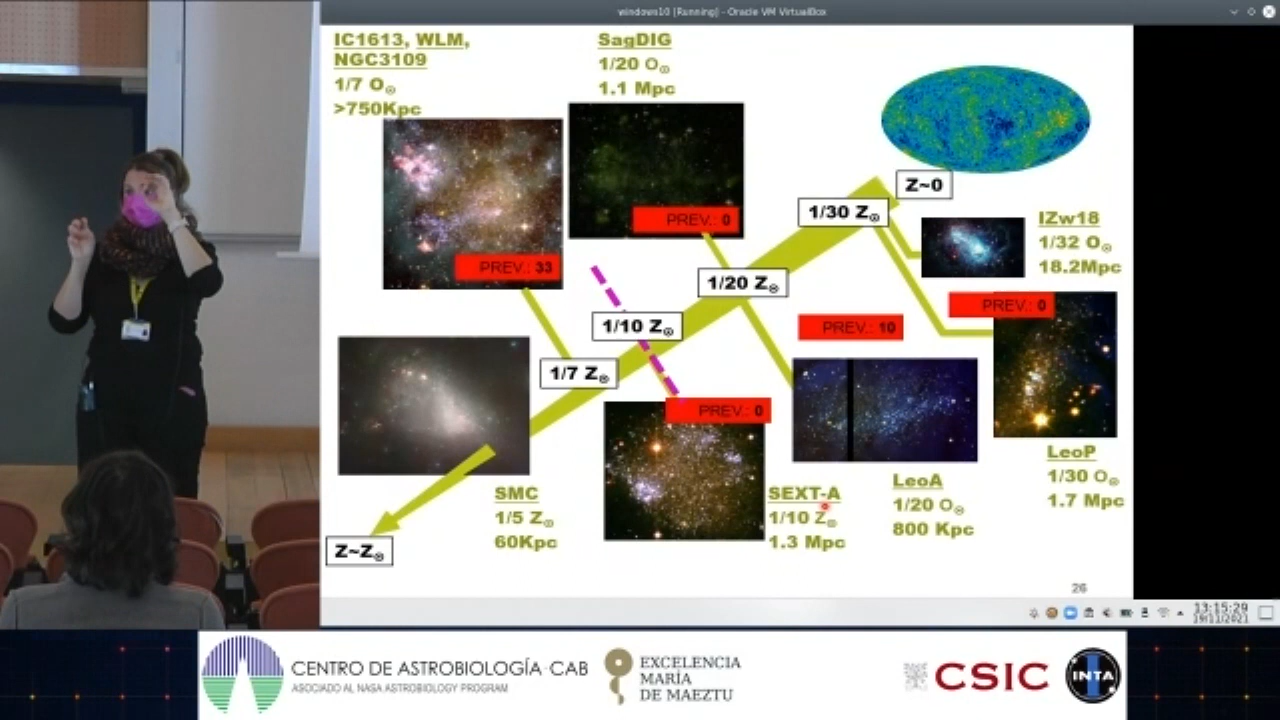 windows10 [Running] - Oracle VM VirtualBox
IC1613, WLM,
NGC3109
1/7 O⊙
>750Kpc
SagDIG
1/20 O⊙
1.1 Mpc
PREV.: 33
PREV.: 0
Z~0
1/30 Z⊙
1/20 Z⊙
1/10 Z⊙
1/7 Z⊙
IZw18
1/32 O⊙
18.2Mpc
PREV.: 0
PREV.: 10
PREV.: 0
LeoP
1/30 O⊙
1.7 Mpc
LeoA
1/20 O⊙
800 Kpc
SEXT-A
1/10 Z⊙
1.3 Mpc
SMC
1/5 Z⊙
60Kpc
Z~Z⊙
26
13:15:29
19/11/2021
CENTRO DE ASTROBIOLOGÍA · CAB
ASOCIADO AL NASA ASTROBIOLOGY PROGRAM
EXCELENCIA
MARÍA
DE MAEZTU
CSIC
INTA